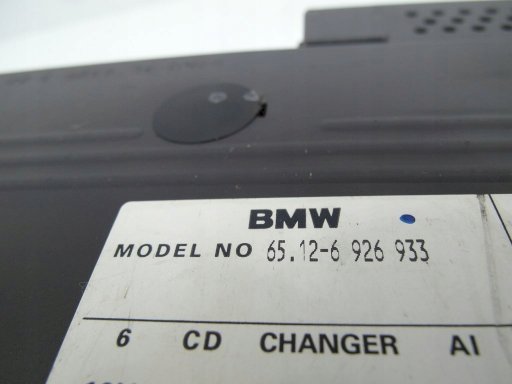 BMW
MODEL NO 65.12-6 926 933
6 CD CHANGER AI